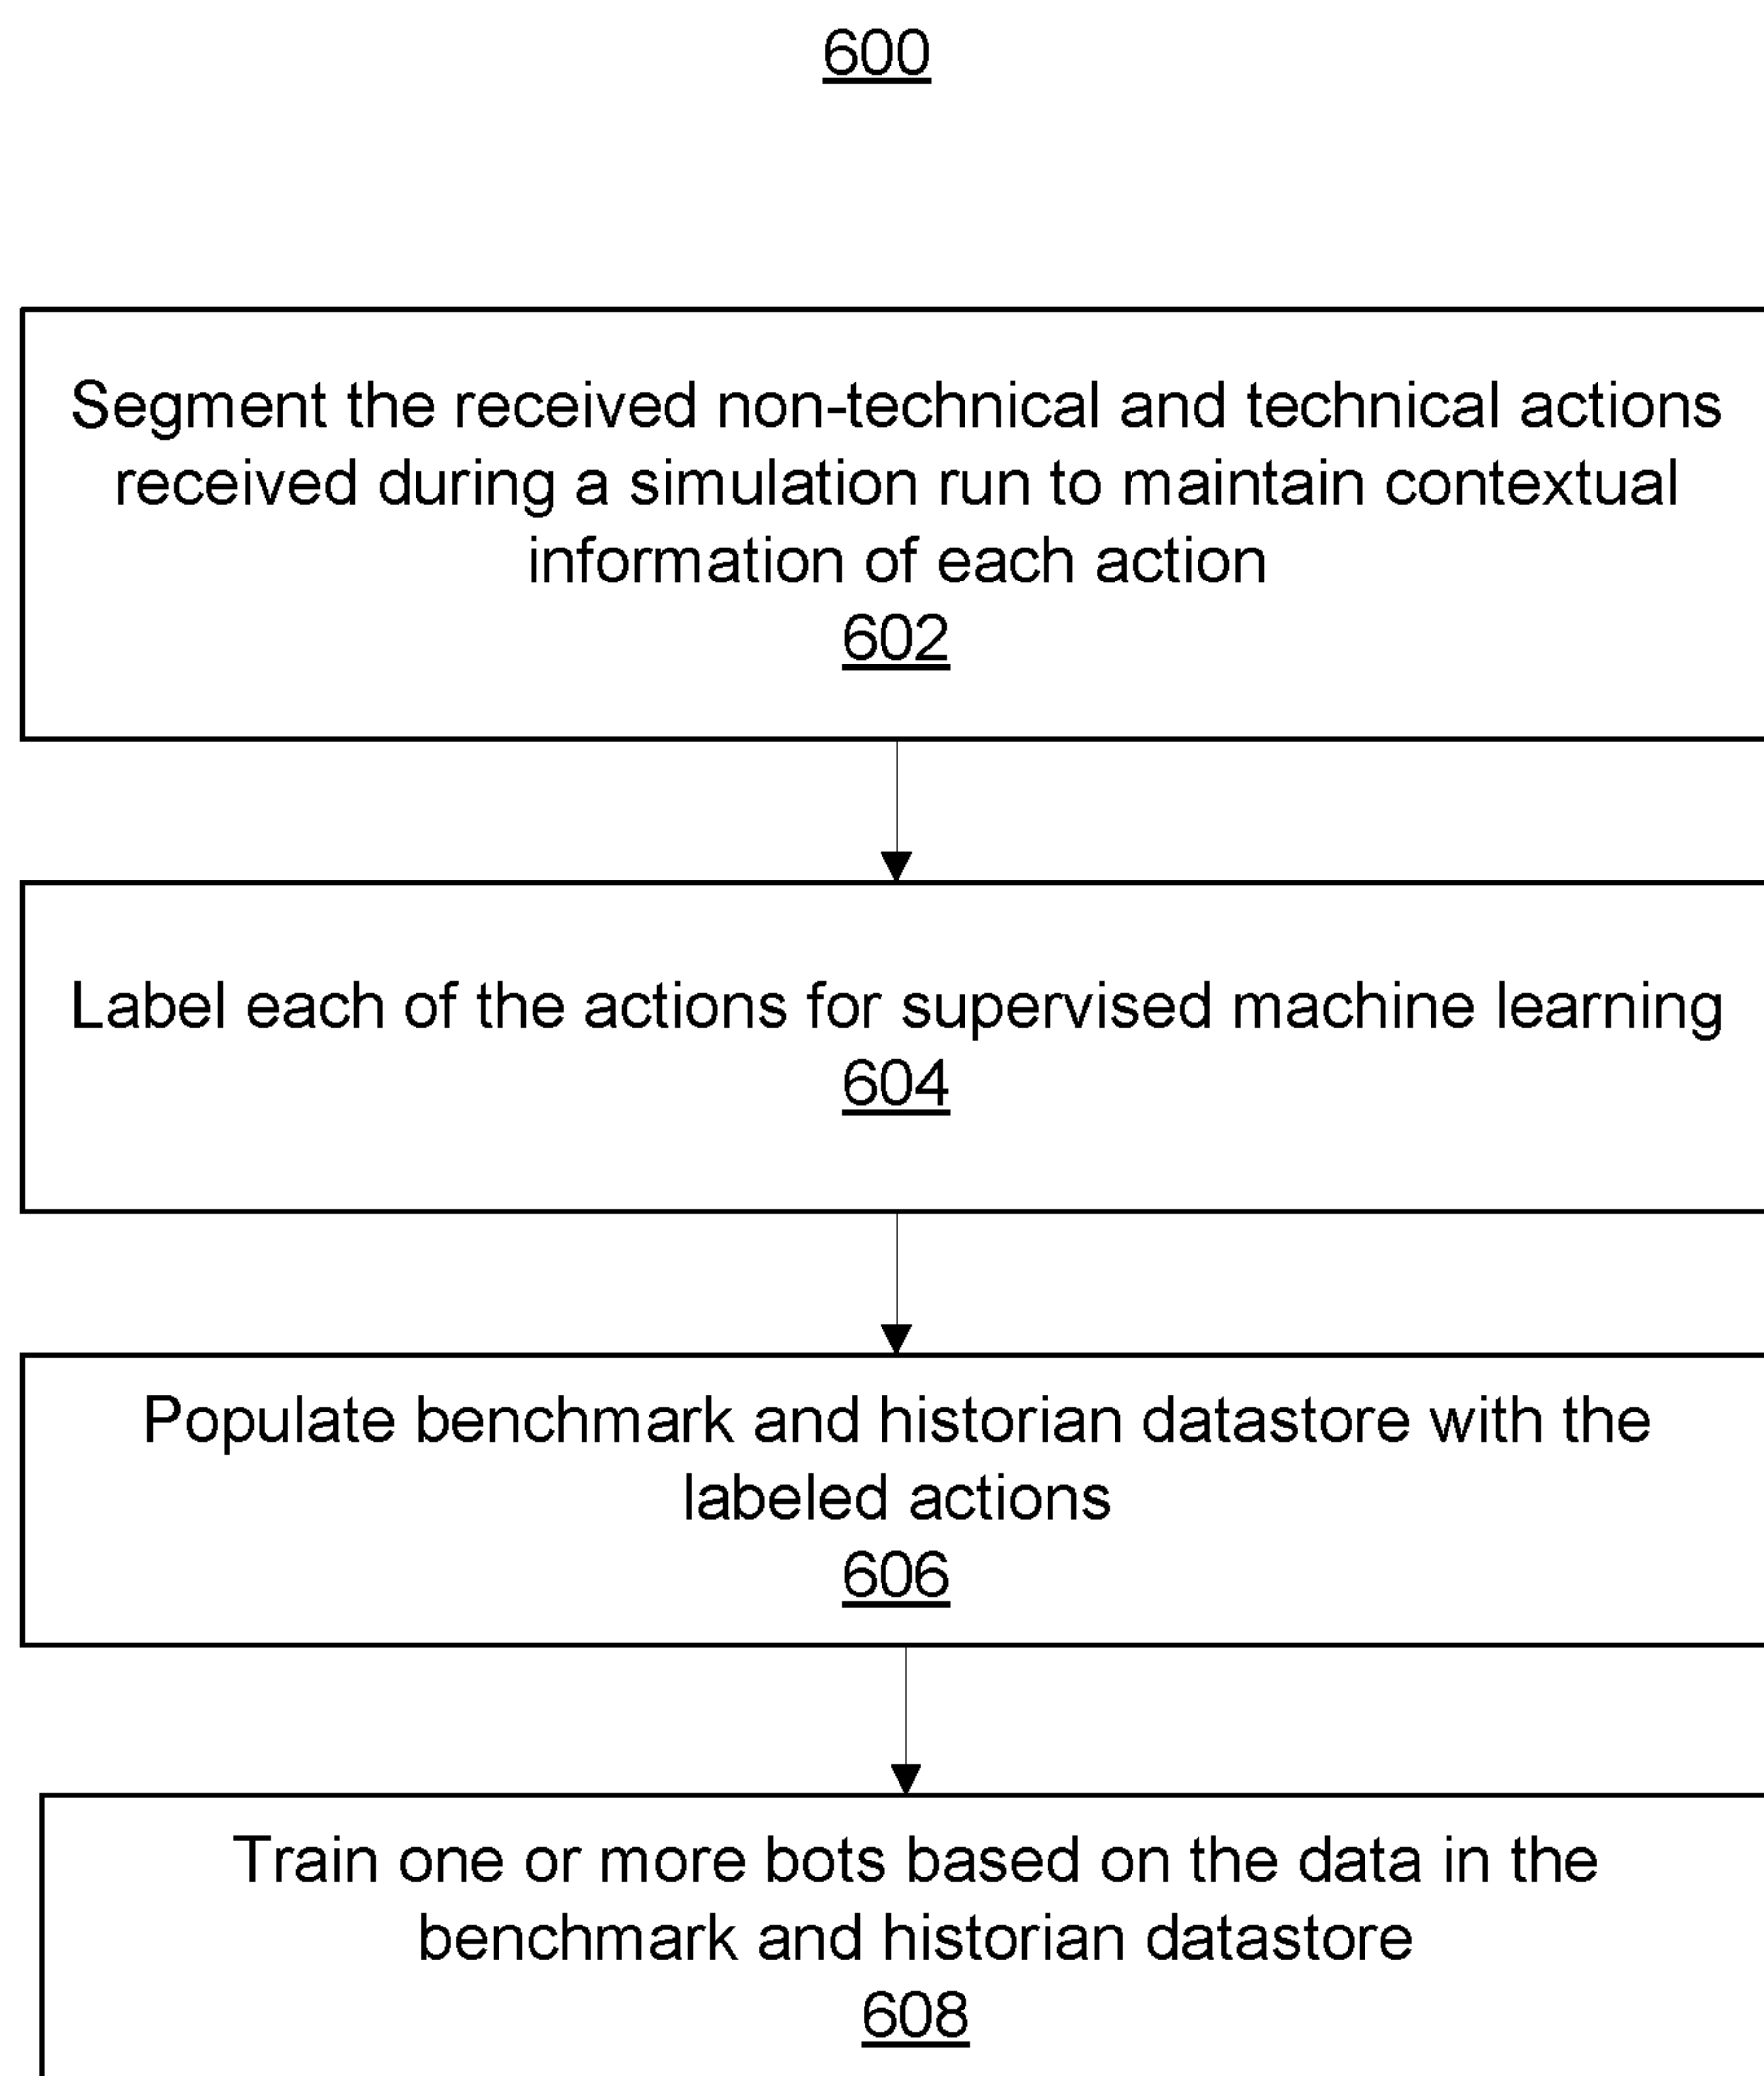 600
Segment the received non-technical and technical actions
received during a simulation run to maintain contextual
information of each action
602
Label each of the actions for supervised machine learning
604
Populate benchmark and historian datastore with the
labeled actions
606
Train one or more bots based on the data in the
benchmark and historian datastore
608